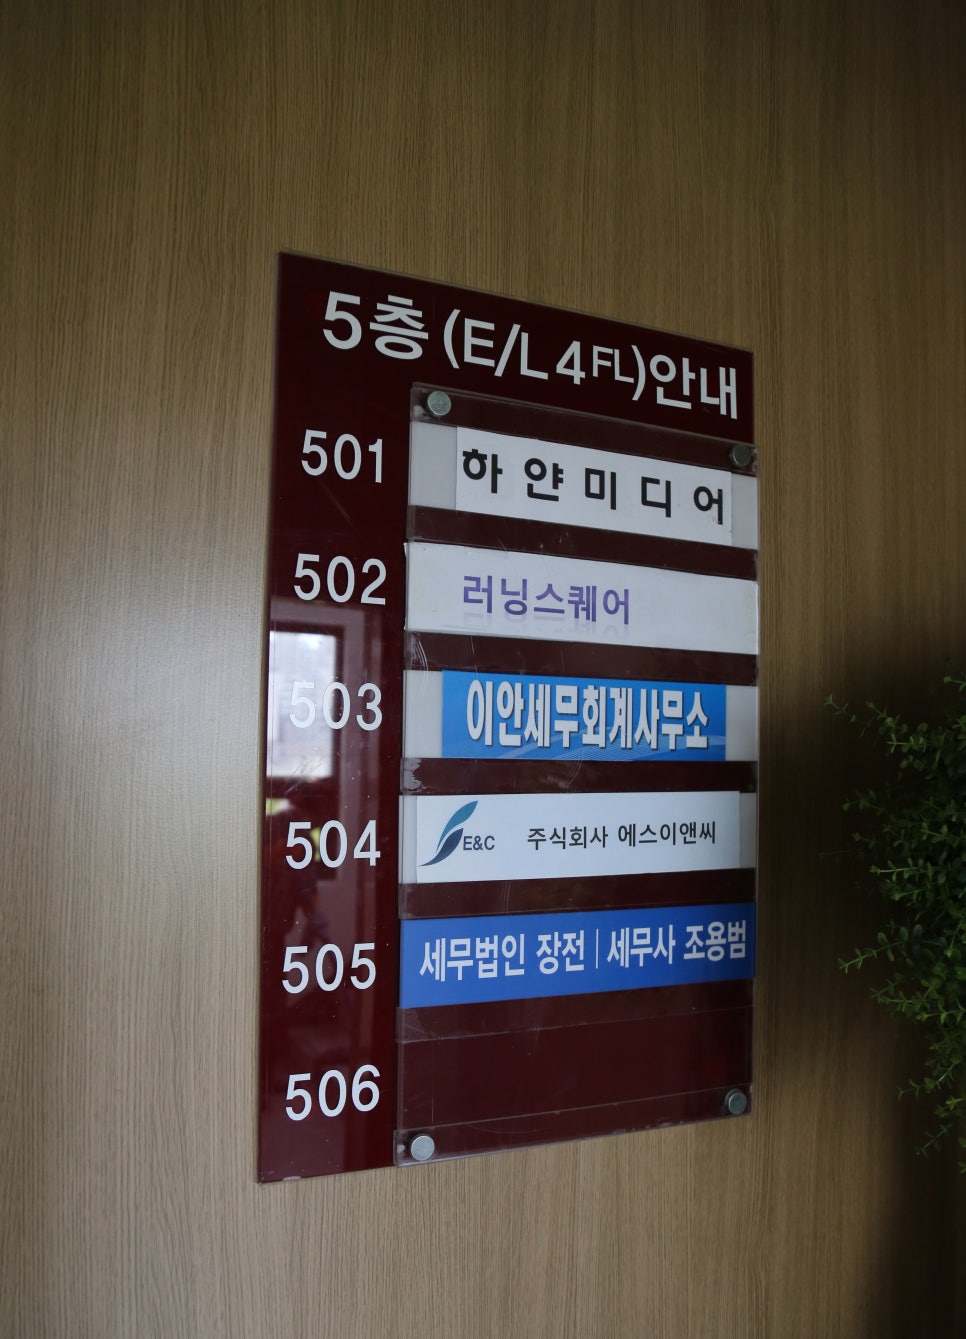 5층 (E/L 4FL)안내
501 하얀미디어
502 러닝스퀘어
503 이안세무회계사무소
504 E&C 주식회사 에스이앤씨
505 세무법인 장전 | 세무사 조용범
506